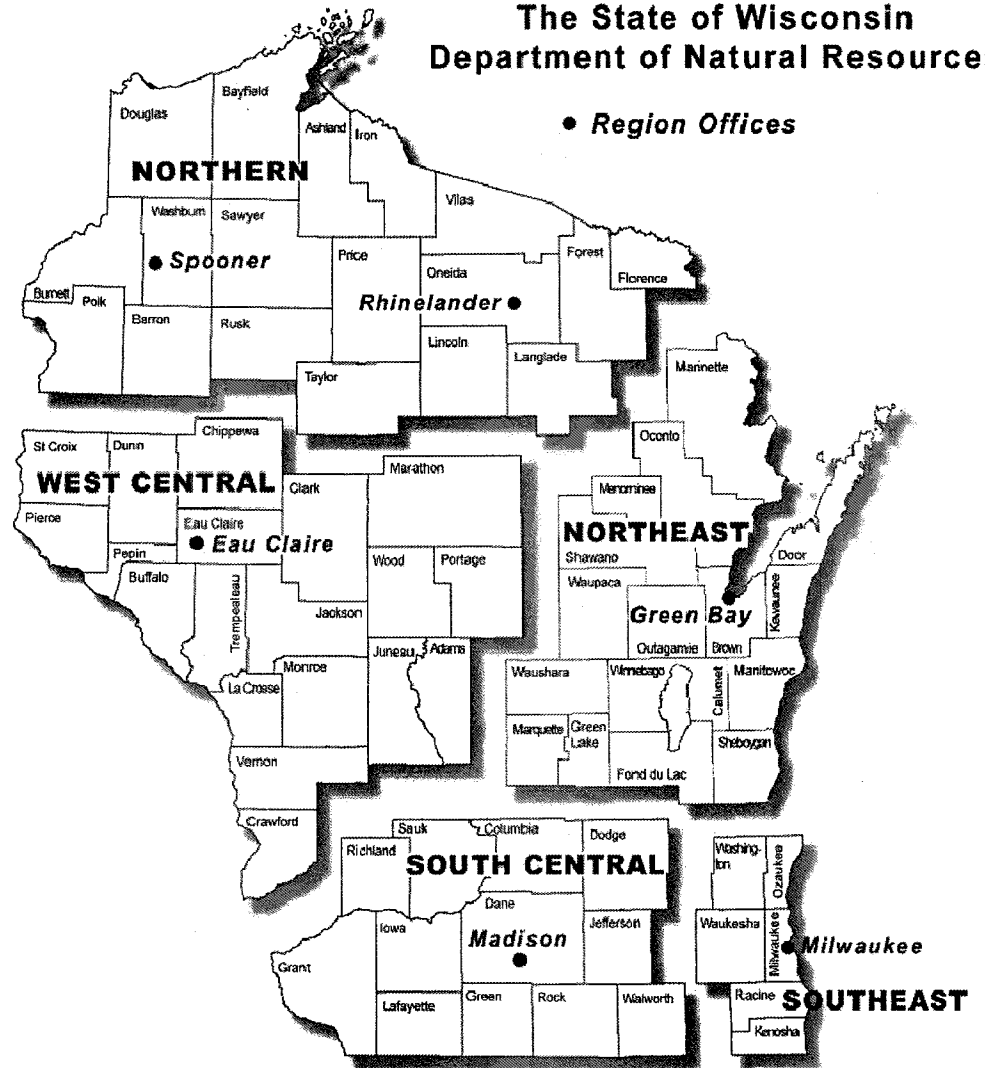 The State of Wisconsin
Department of Natural Resource
Region Offices
Bayfield
Douglas
Ashland
Iron
NORTHERN
Vilas
Washburn
Sawyer
Price
Forest
Spooner
Oneida
Florence
Burnett
Polk
Rhinelander
Barron
Rusk
Lincoln
Langlade
Taylor
Marinette
Chippewa
St Croix
Dunn
Oconto
Marathon
WEST CENTRAL
Clark
Menominee
Pierce
Eau Claire
Eau Claire
NORTHEAST
Pepin
Buffalo
Wood
Portage
Shawano
Door
Waupaca
Trempealeau
Jackson
Green Bay
Kewaunee
Juneau
Adams
Outagamie
Brown
Monroe
La Crosse
Waushara
Winnebago
Calumet
Manitowoc
Marquette
Green
Lake
Sheboygan
Vernon
Fond du Lac
Crawford
Sauk
Columbia
Dodge
Richland
SOUTH CENTRAL
Washing-
ton
Ozaukee
Dane
Iowa
Jefferson
Waukesha
Madison
Milwaukee
Milwaukee
Grant
Lafayette
Green
Rock
Walworth
Racine
SOUTHEAST
Kenosha